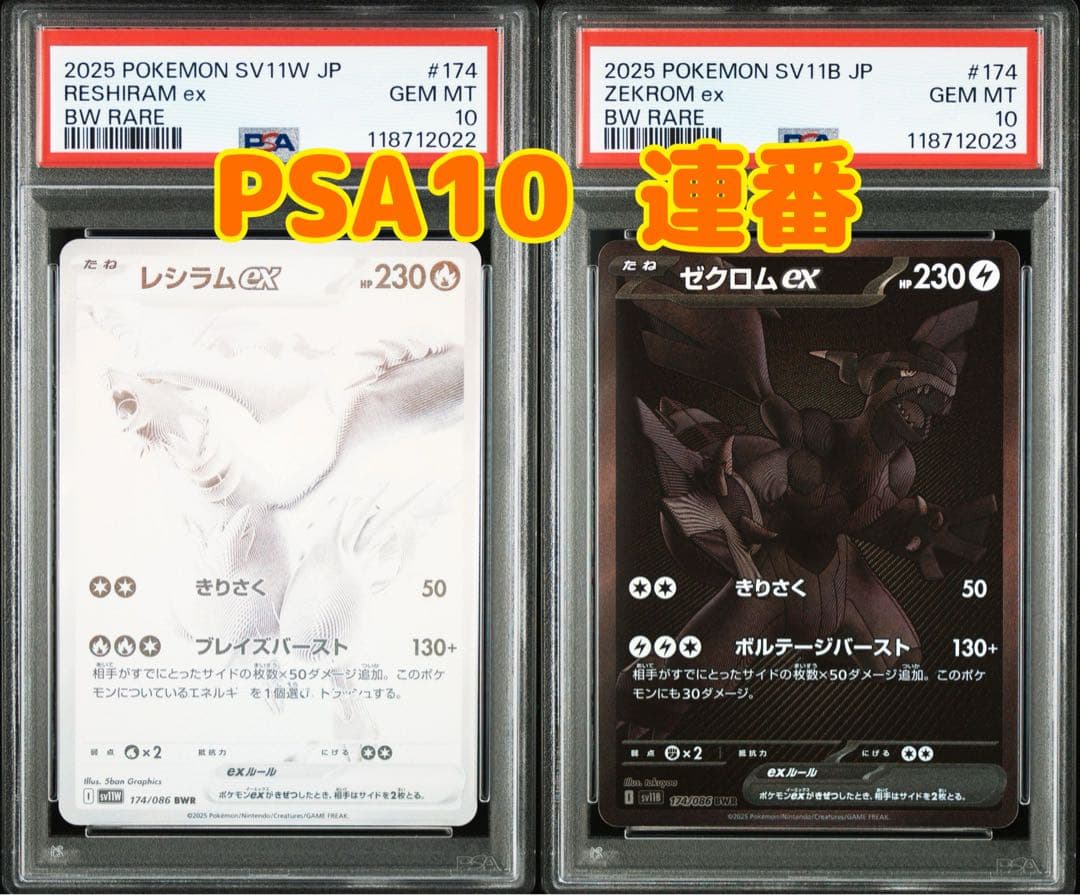 2025 POKEMON SV11W JP #174
RESHIRAM ex GEM MT
BW RARE 10
PSA 118712022
2025 POKEMON SV11B JP #174
ZEKROM ex GEM MT
BW RARE 10
PSA 118712023
PSA10 連番
たね レシラムex HP 230
きりさく 50
ブレイズバースト 130+
相手がすでにとったサイドの枚数×50ダメージ追加。このポケ
モンについているエネルギーを1個選び、トラッシュする。
弱点 ×2 抵抗力 にげる
exルール
ポケモンexがきぜつしたとき、相手はサイドを2枚とる。
Illus. 5ban Graphics
I sv11W 174/086 BWR
©2025 Pokémon/Nintendo/Creatures/GAME FREAK.
PSA
たね ゼクロムex HP 230
きりさく 50
ボルテージバースト 130+
相手がすでにとったサイドの枚数×50ダメージ追加。このポケ
モンにも30ダメージ。
弱点 ×2 抵抗力 にげる
exルール
ポケモンexがきぜつしたとき、相手はサイドを2枚とる。
Illus. takuyoa
I sv11B 174/086 BWR
©2025 Pokémon/Nintendo/Creatures/GAME FREAK.
PSA